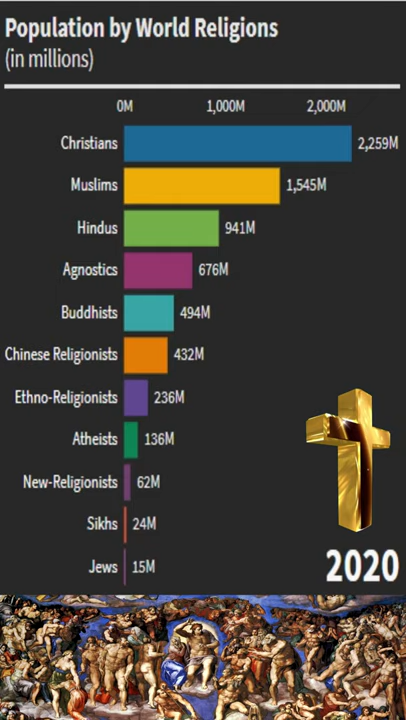 Population by World Religions
(in millions)
0M 1,000M 2,000M
Christians 2,259M
Muslims 1,545M
Hindus 941M
Agnostics 676M
Buddhists 494M
Chinese Religionists 432M
Ethno-Religionists 236M
Atheists 136M
New-Religionists 62M
Sikhs 24M
Jews 15M
2020